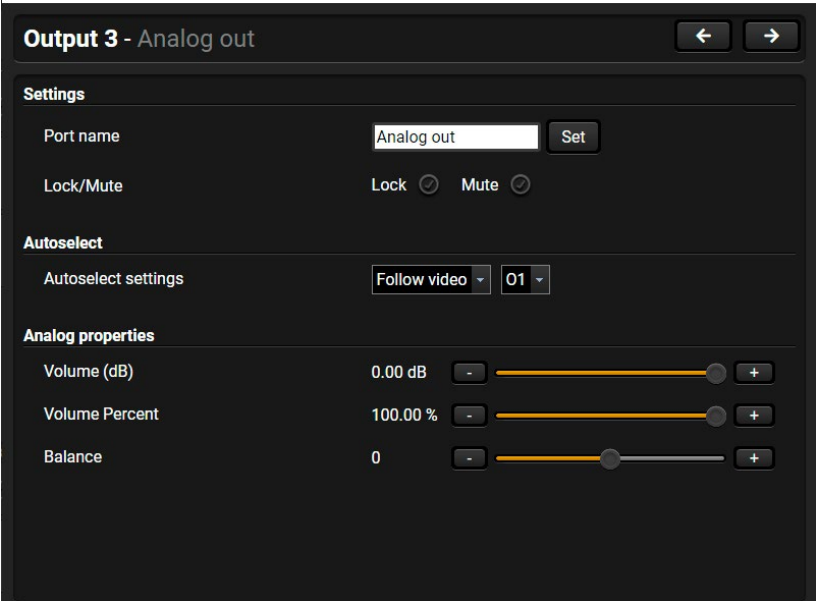 Output 3 - Analog out
Settings
Port name Analog out Set
Lock/Mute Lock Mute
Autoselect
Autoselect settings Follow video O1
Analog properties
Volume (dB) 0.00 dB - +
Volume Percent 100.00 % - +
Balance 0 - +